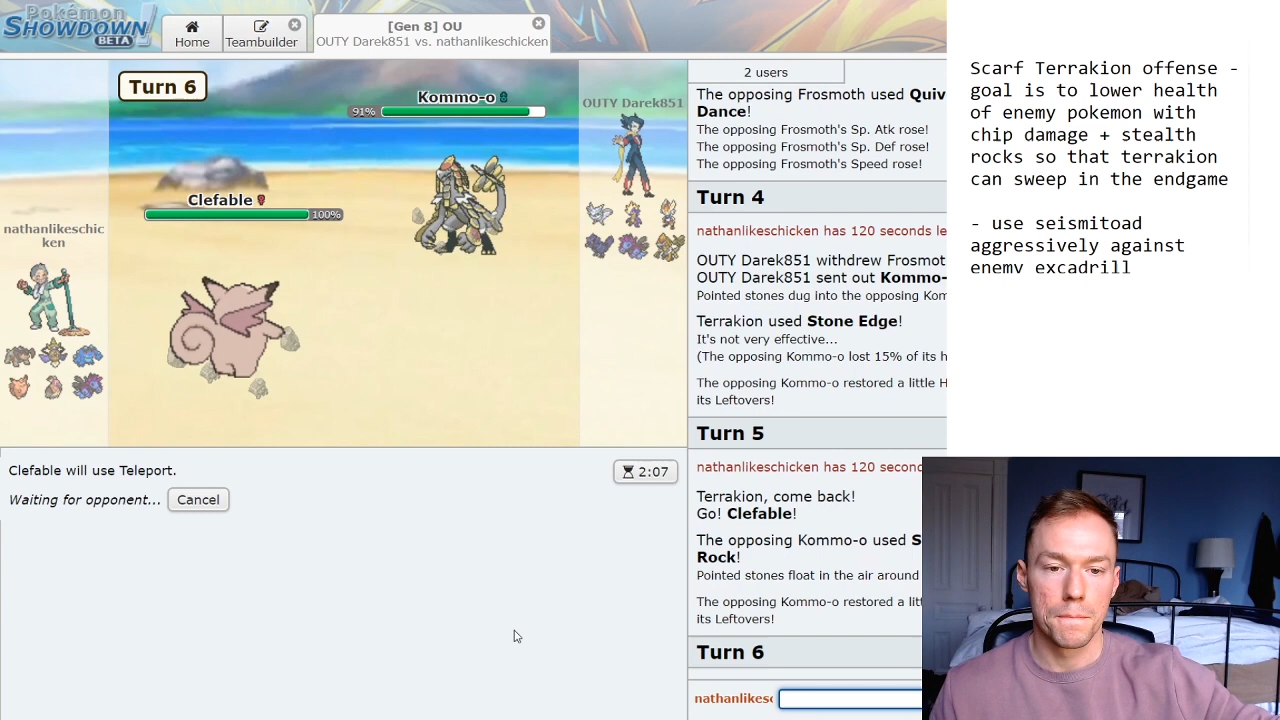 Pokémon
SHOWDOWN!
BETA
Home
Teambuilder
[Gen 8] OU
OUTY Darek851 vs. nathanlikeschicken
Turn 6
Kommo-o
91%
Clefable
100%
nathanlikeschic
ken
OUTY Darek851
2 users
The opposing Frosmoth used Quiv
Dance!
The opposing Frosmoth's Sp. Atk rose!
The opposing Frosmoth's Sp. Def rose!
The opposing Frosmoth's Speed rose!
Turn 4
nathanlikeschicken has 120 seconds le
OUTY Darek851 withdrew Frosmot
OUTY Darek851 sent out Kommo-
Pointed stones dug into the opposing Kom
Terrakion used Stone Edge!
It's not very effective...
(The opposing Kommo-o lost 15% of its h
The opposing Kommo-o restored a little H
its Leftovers!
Turn 5
nathanlikeschicken has 120 second
Terrakion, come back!
Go! Clefable!
The opposing Kommo-o used S
Rock!
Pointed stones float in the air around
The opposing Kommo-o restored a litt
its Leftovers!
Turn 6
nathanlikesc
Clefable will use Teleport.
Waiting for opponent... Cancel
2:07
Scarf Terrakion offense -
goal is to lower health
of enemy pokemon with
chip damage + stealth
rocks so that terrakion
can sweep in the endgame
- use seismitoad
aggressively against
enemy excadrill